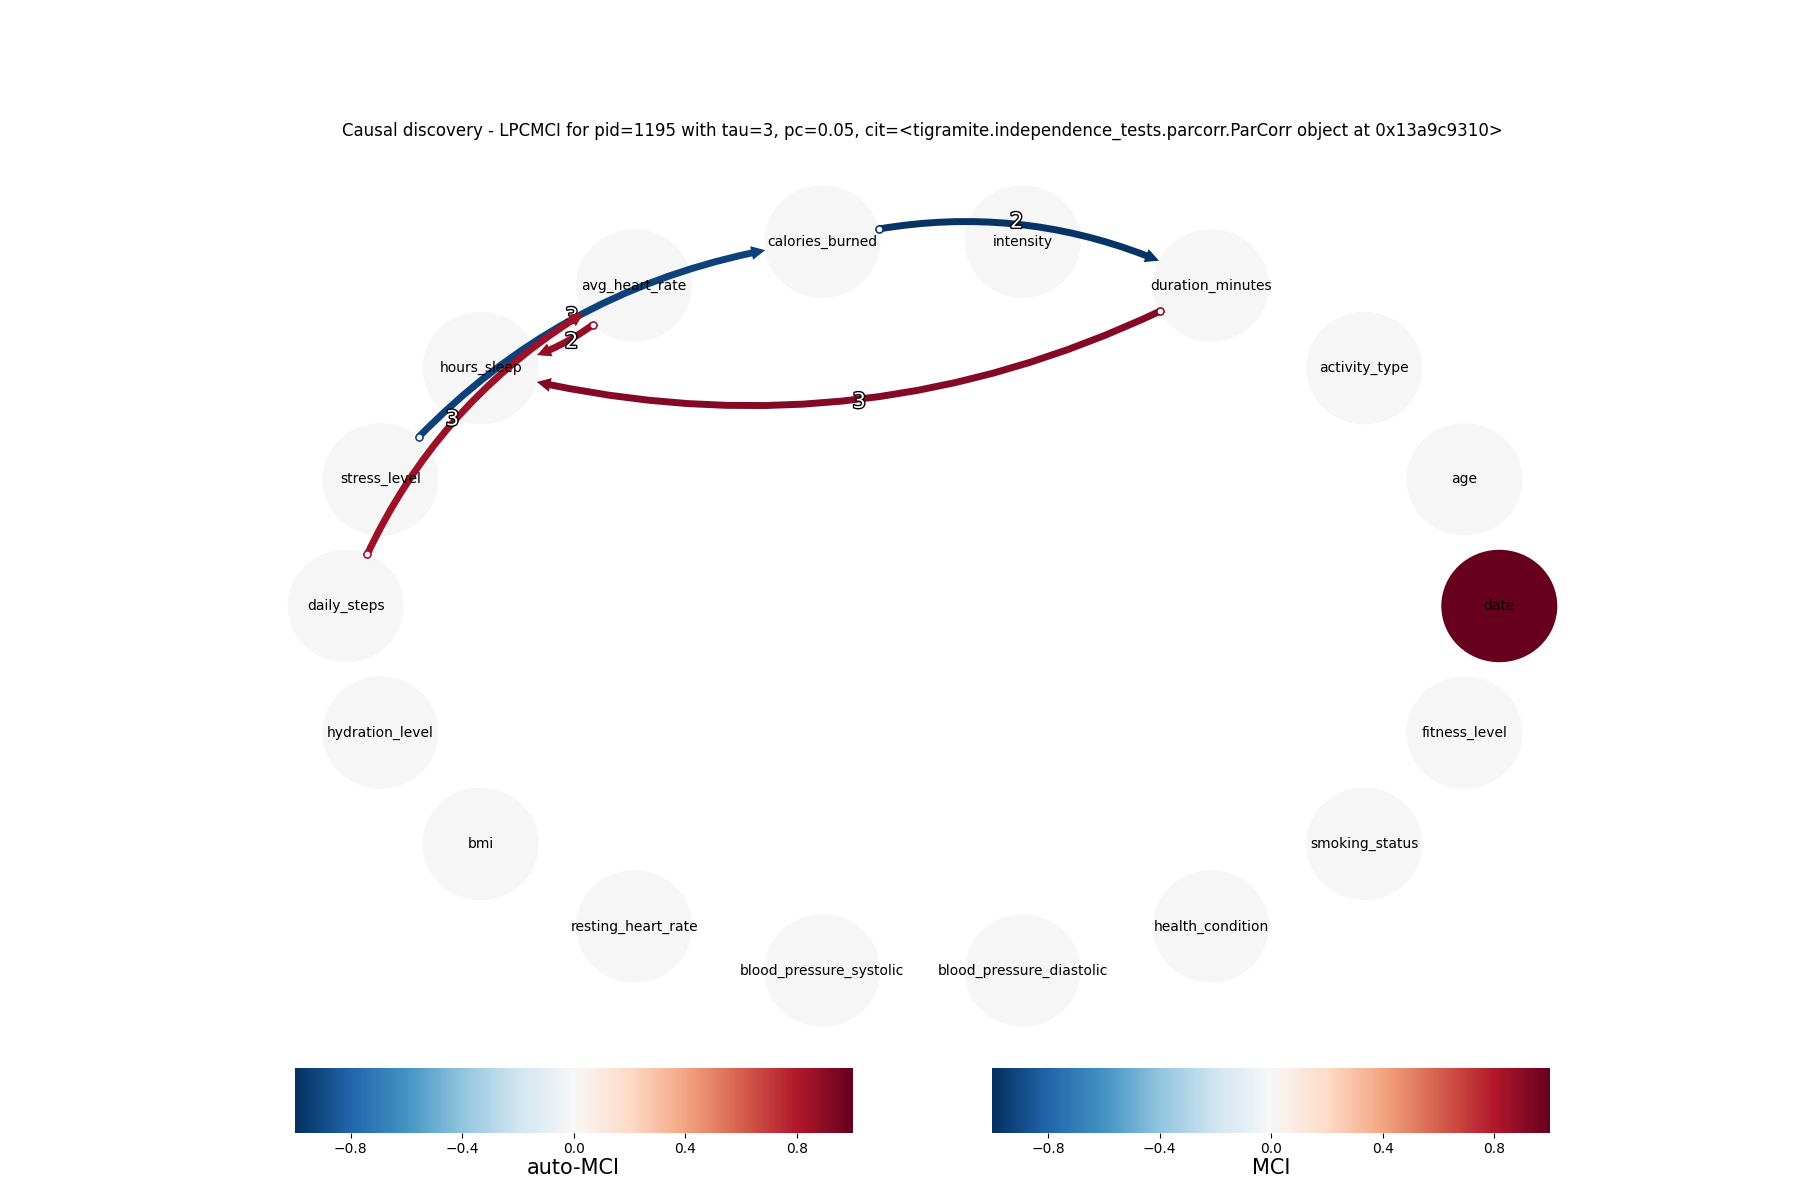 Causal discovery - LPCMCI for pid=1195 with tau=3, pc=0.05, cit=<tigramite.independence_tests.parcorr.ParCorr object at 0x13a9c9310>
2
calories_burned
intensity
avg_heart_rate
duration_minutes
3
2
hours_sleep
activity_type
3
3
stress_level
age
daily_steps
date
hydration_level
fitness_level
bmi
smoking_status
resting_heart_rate
health_condition
blood_pressure_systolic
blood_pressure_diastolic
−0.8 −0.4 0.0 0.4 0.8
auto-MCI
−0.8 −0.4 0.0 0.4 0.8
MCI